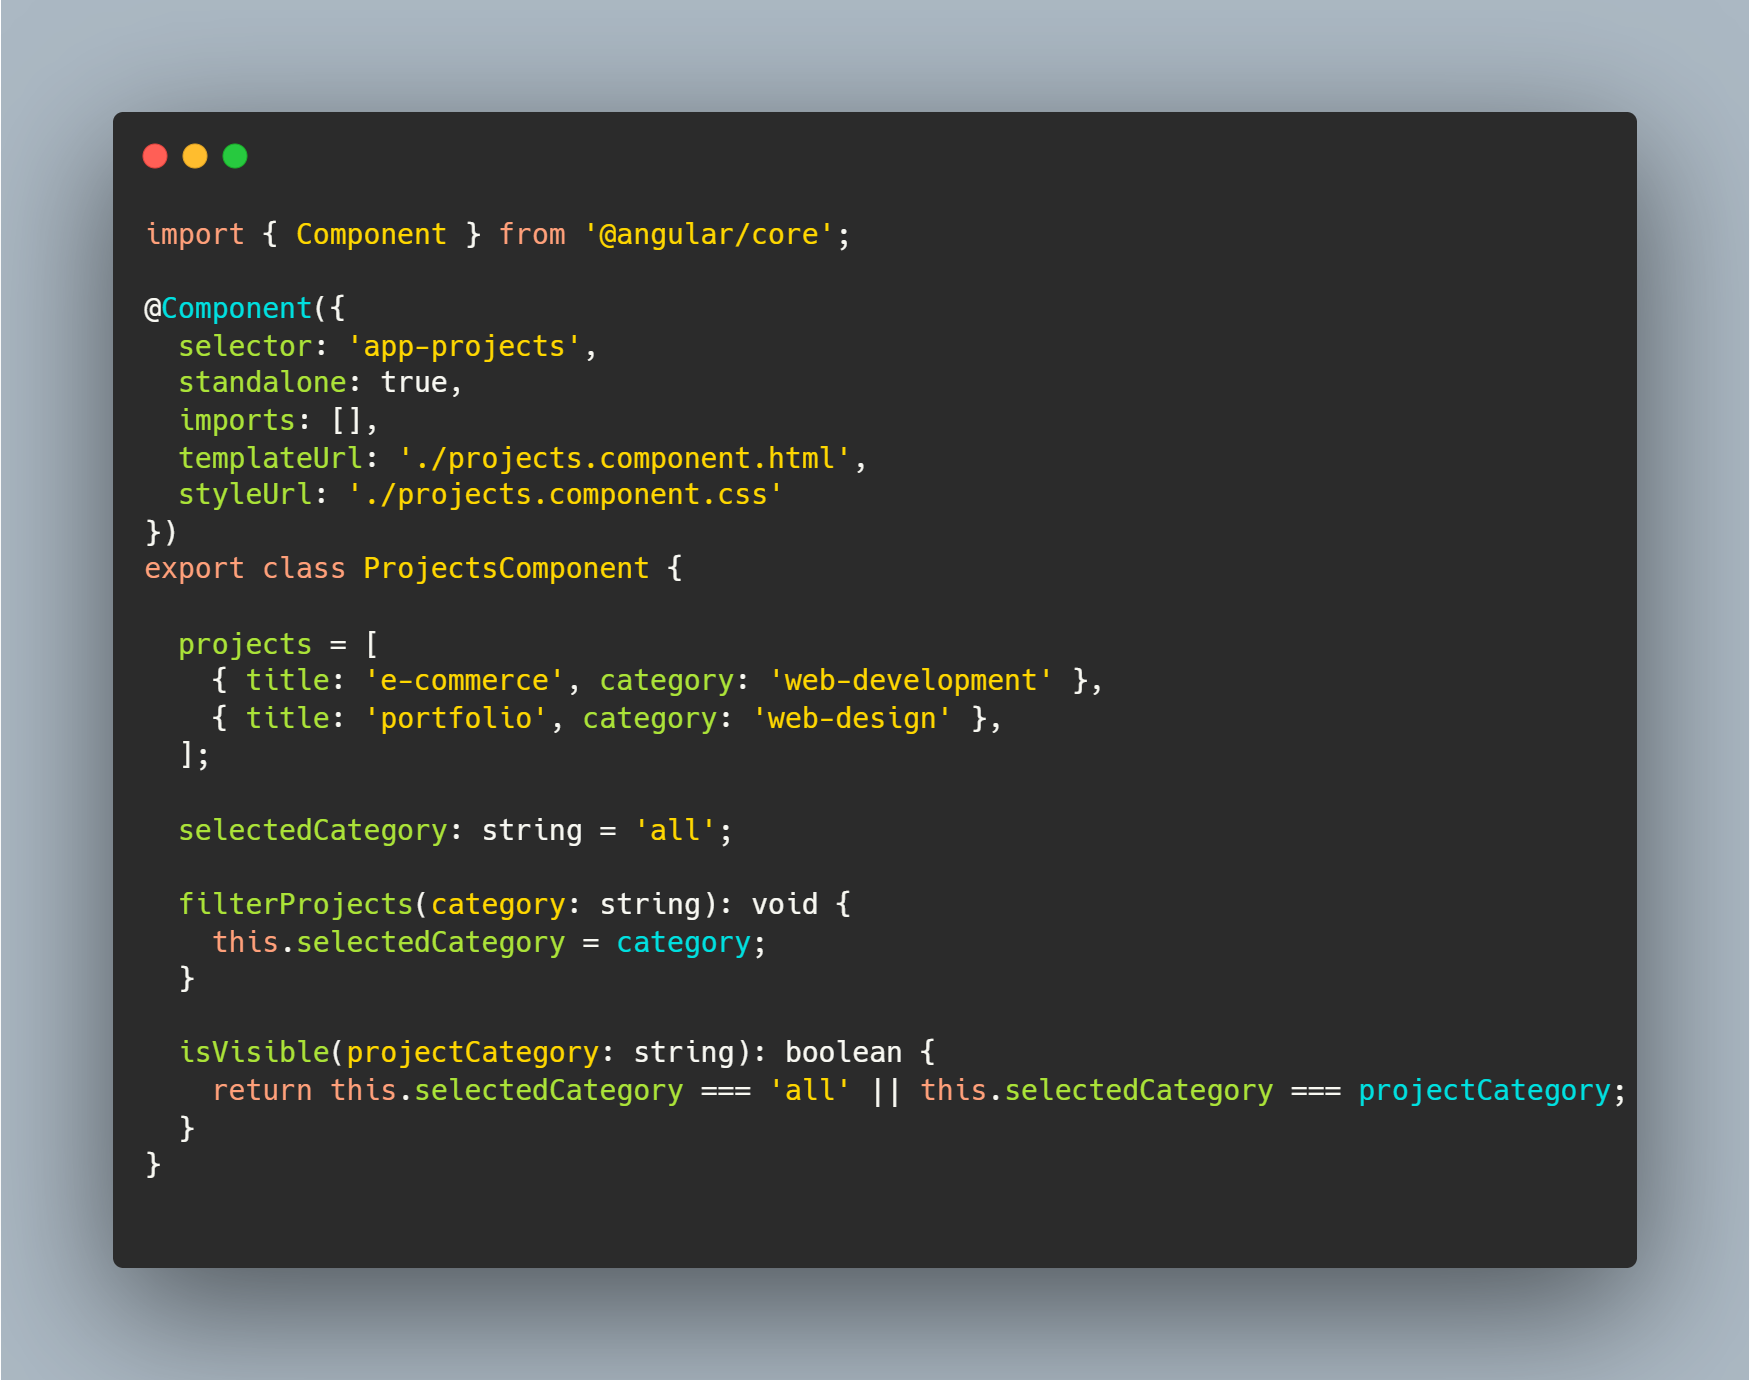 import { Component } from '@angular/core';

@Component({
  selector: 'app-projects',
  standalone: true,
  imports: [],
  templateUrl: './projects.component.html',
  styleUrl: './projects.component.css'
})
export class ProjectsComponent {

  projects = [
    { title: 'e-commerce', category: 'web-development' },
    { title: 'portfolio', category: 'web-design' },
  ];

  selectedCategory: string = 'all';

  filterProjects(category: string): void {
    this.selectedCategory = category;
  }

  isVisible(projectCategory: string): boolean {
    return this.selectedCategory === 'all' || this.selectedCategory === projectCategory;
  }
}